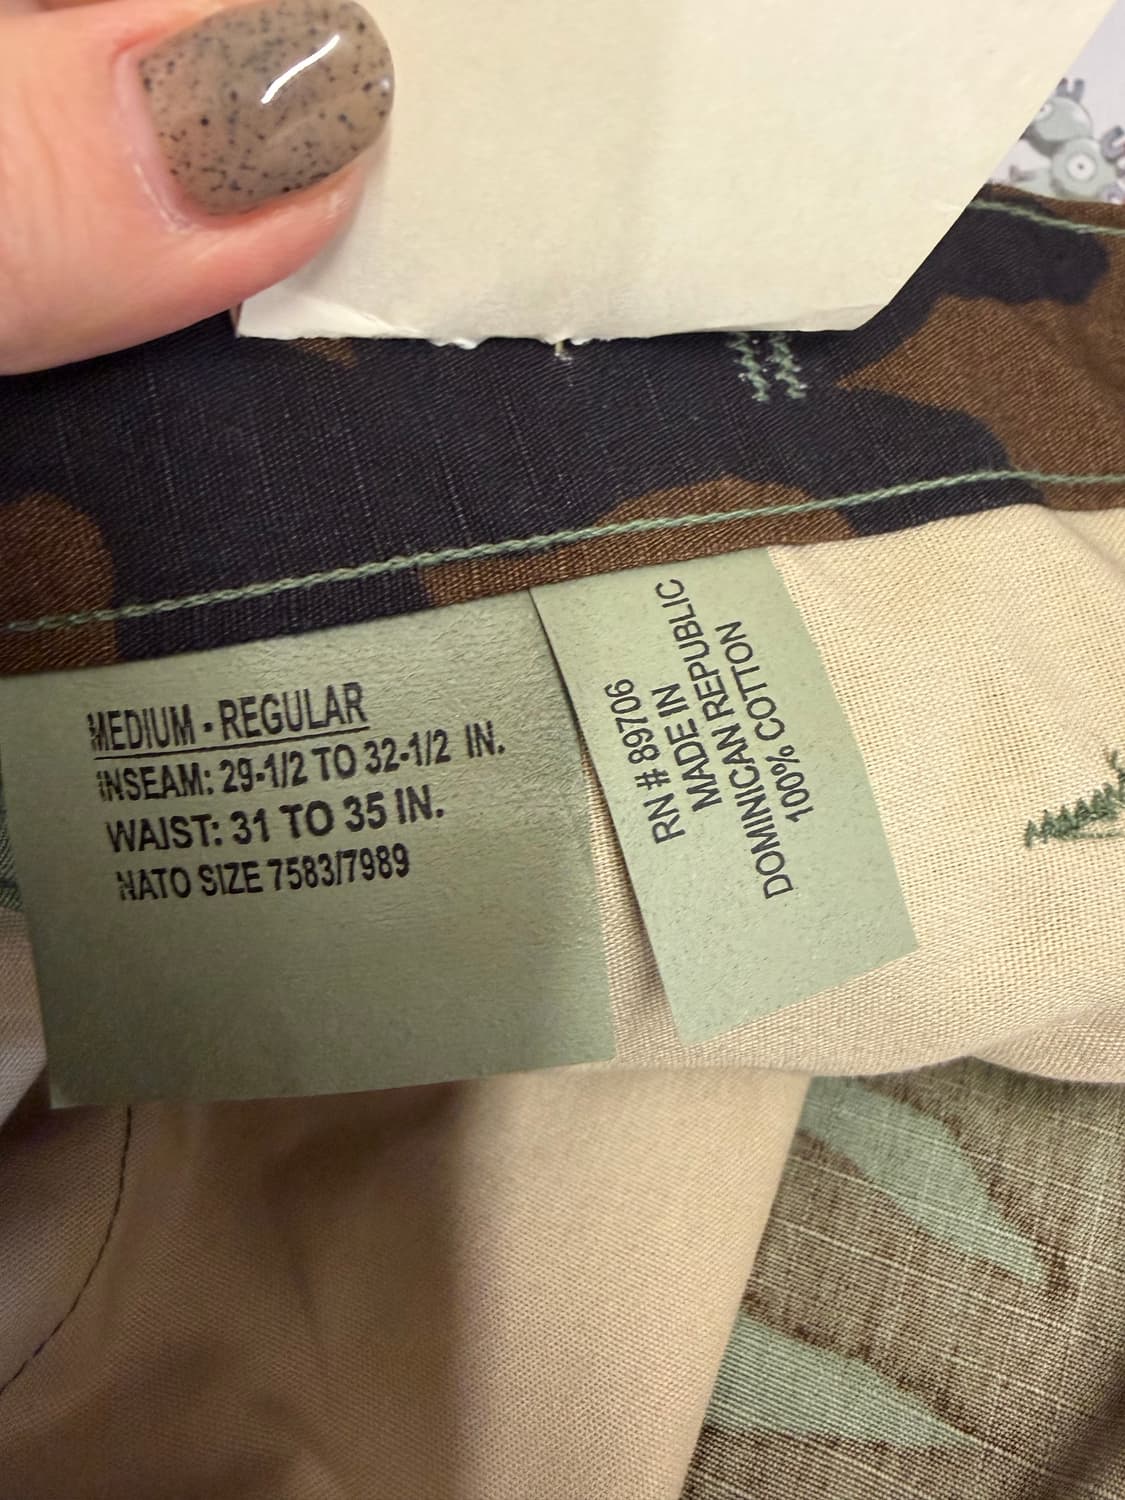 MEDIUM - REGULAR
INSEAM: 29-1/2 TO 32-1/2 IN.
WAIST: 31 TO 35 IN.
NATO SIZE 7583/7989
RN # 89706
MADE IN
DOMINICAN REPUBLIC
100% COTTON